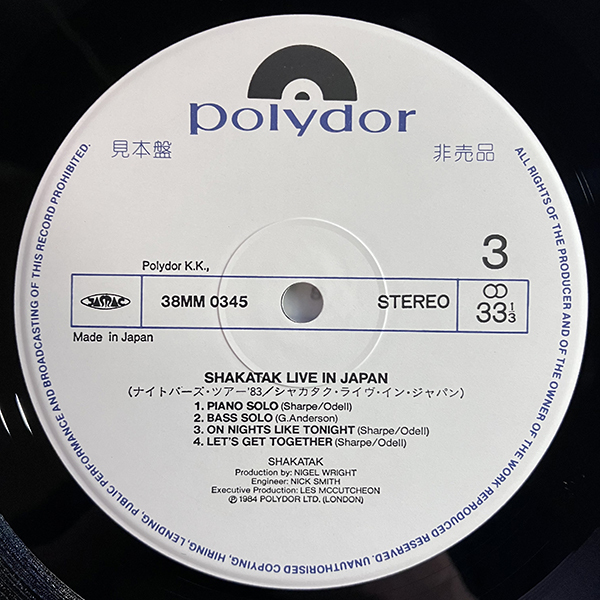 polydor
見本盤
非売品
3
Polydor K.K.,
JASRAC
38MM 0345
STEREO
33 1/3
Made in Japan
SHAKATAK LIVE IN JAPAN
(ナイトバーズ・ツアー'83／シャカタク・ライヴ・イン・ジャパン)
1. PIANO SOLO (Sharpe/Odell)
2. BASS SOLO (G.Anderson)
3. ON NIGHTS LIKE TONIGHT (Sharpe/Odell)
4. LET'S GET TOGETHER (Sharpe/Odell)
SHAKATAK
Production by: NIGEL WRIGHT
Engineer: NICK SMITH
Executive Production: LES MCCUTCHEON
℗ 1984 POLYDOR LTD. (LONDON)
ALL RIGHTS OF THE PRODUCER AND OF THE OWNER OF THE WORK REPRODUCED RESERVED. UNAUTHORISED COPYING, HIRING, LENDING, PUBLIC PERFORMANCE AND BROADCASTING OF THIS RECORD PROHIBITED.